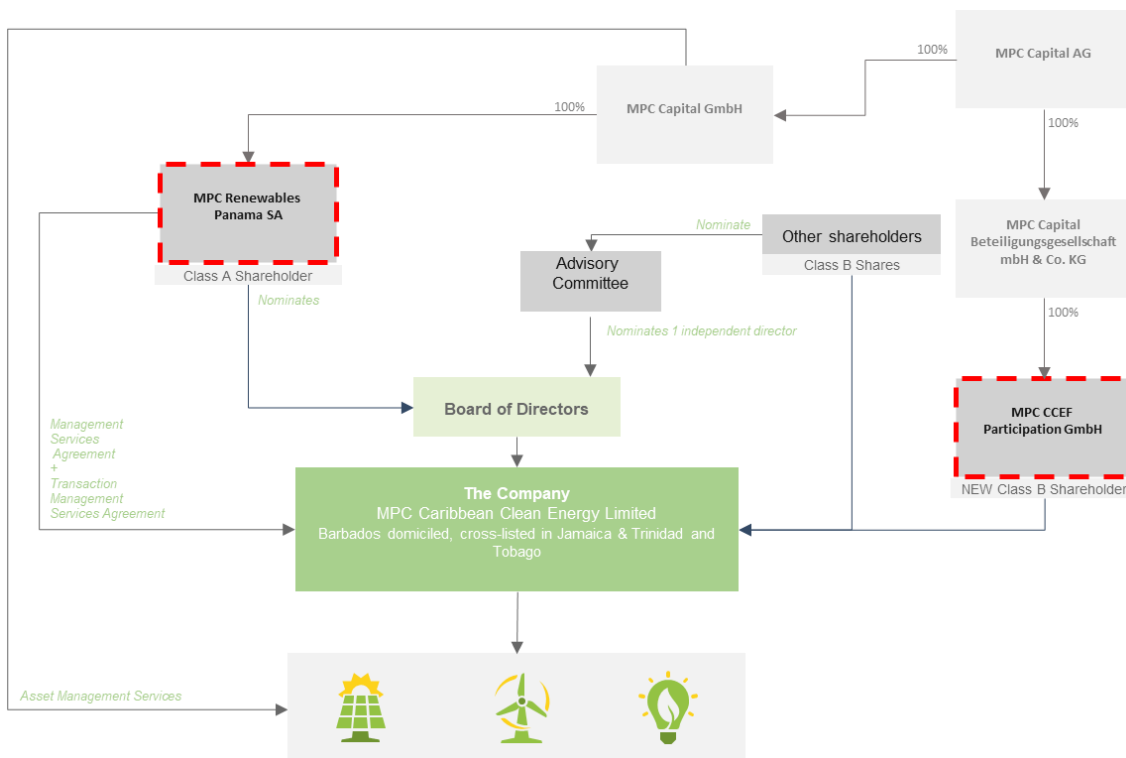 MPC Capital AG
100%
MPC Capital GmbH
100%
100%
MPC Renewables
Panama SA
Class A Shareholder
Nominates
Nominate
Other shareholders
Class B Shares
Advisory
Committee
MPC Capital
Beteiligungsgesellschaft
mbH & Co. KG
100%
Nominates 1 independent director
Board of Directors
MPC CCEF
Participation GmbH
NEW Class B Shareholder
Management
Services
Agreement
+
Transaction
Management
Services Agreement
The Company
MPC Caribbean Clean Energy Limited
Barbados domiciled, cross-listed in Jamaica & Trinidad and
Tobago
Asset Management Services